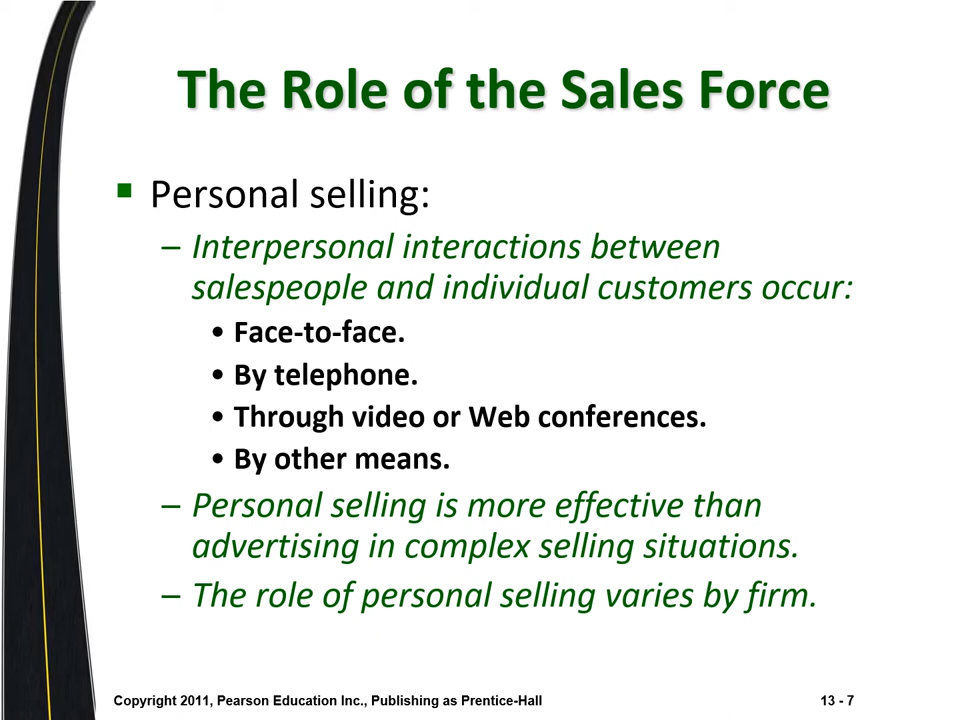 The Role of the Sales Force
▪ Personal selling:
– Interpersonal interactions between
salespeople and individual customers occur:
• Face-to-face.
• By telephone.
• Through video or Web conferences.
• By other means.
– Personal selling is more effective than
advertising in complex selling situations.
– The role of personal selling varies by firm.
Copyright 2011, Pearson Education Inc., Publishing as Prentice-Hall 13 - 7